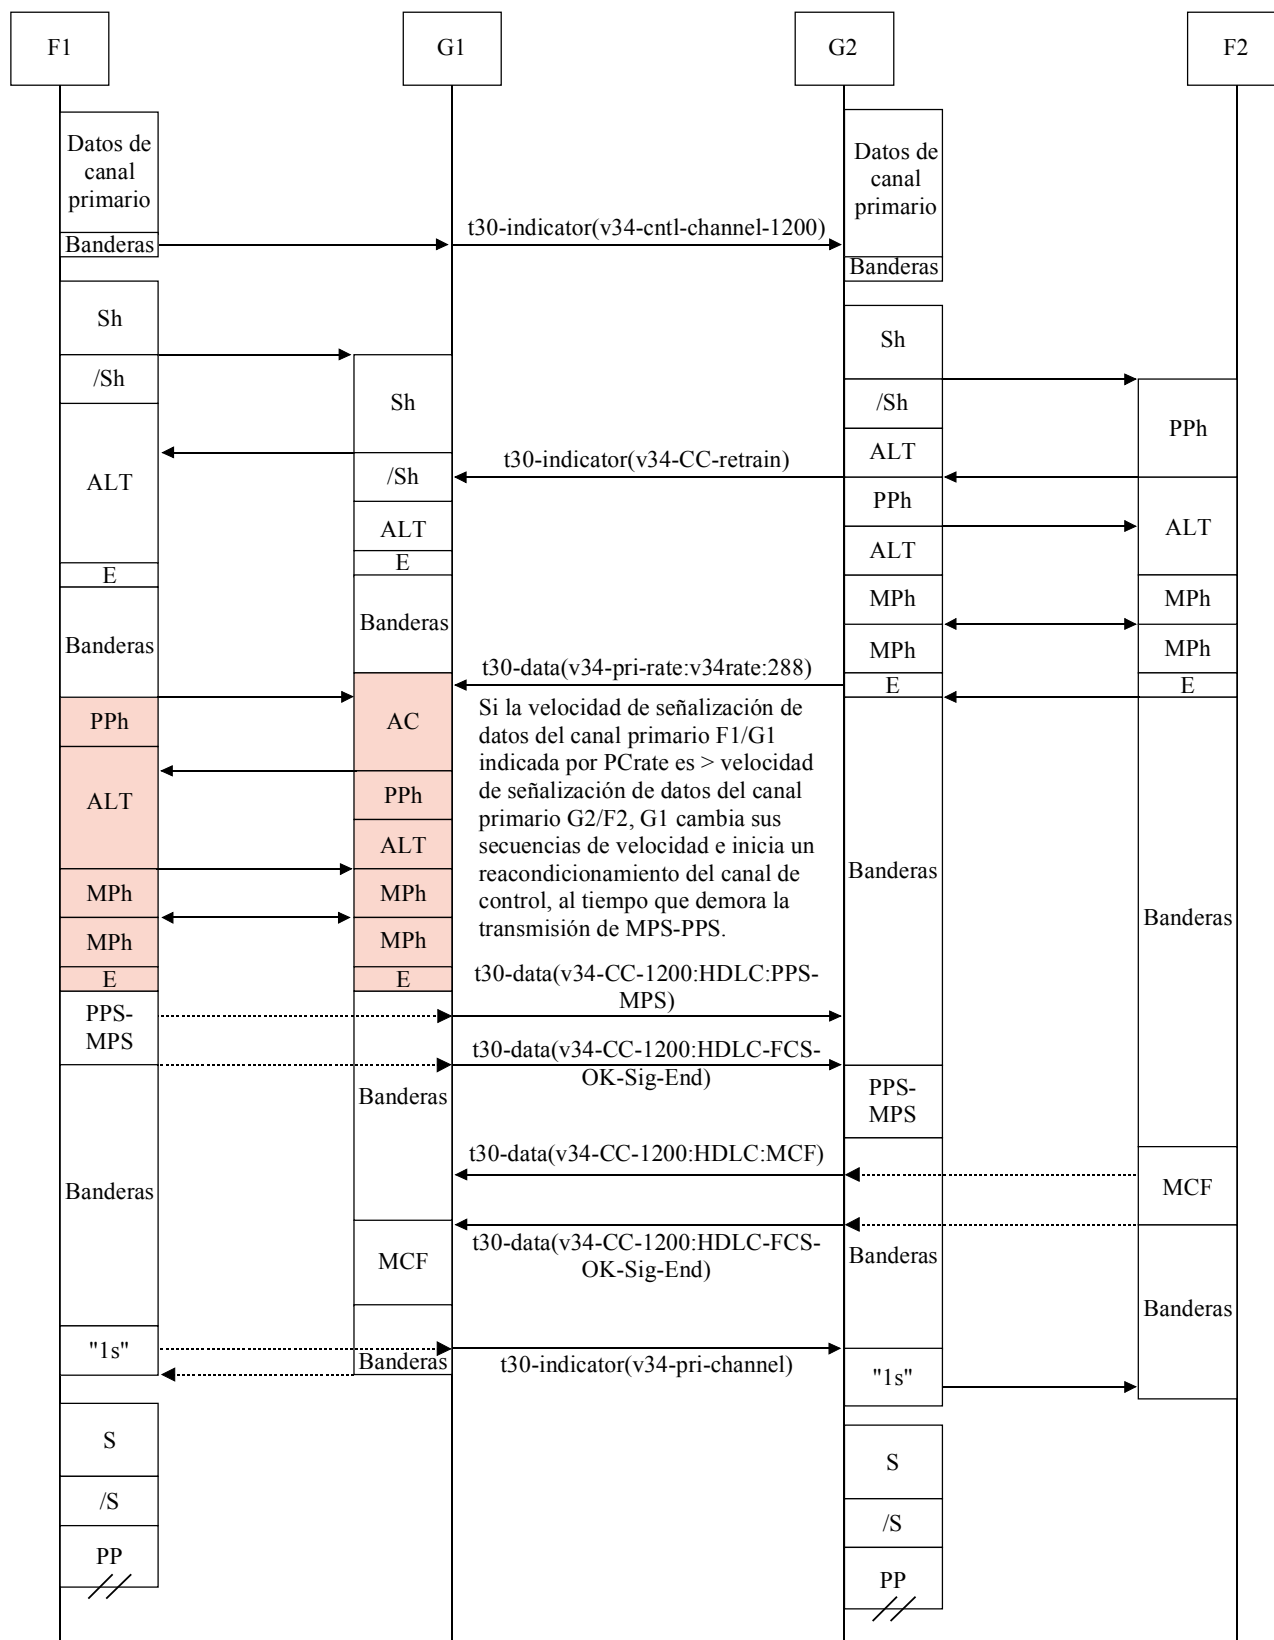 F1
G1
G2
F2
Datos de
canal
primario
Datos de
canal
primario
t30-indicator(v34-cntl-channel-1200)
Banderas
Banderas
Sh
Sh
/Sh
Sh
/Sh
PPh
ALT
t30-indicator(v34-CC-retrain)
ALT
/Sh
PPh
ALT
ALT
ALT
E
E
MPh
MPh
Banderas
Banderas
MPh
MPh
t30-data(v34-pri-rate:v34rate:288)
E
E
PPh
AC
Si la velocidad de señalización de
datos del canal primario F1/G1
indicada por PCrate es > velocidad
de señalización de datos del canal
primario G2/F2, G1 cambia sus
secuencias de velocidad e inicia un
reacondicionamiento del canal de
control, al tiempo que demora la
transmisión de MPS-PPS.
ALT
PPh
ALT
Banderas
MPh
MPh
Banderas
MPh
MPh
E
E
t30-data(v34-CC-1200:HDLC:PPS-
MPS)
PPS-
MPS
t30-data(v34-CC-1200:HDLC-FCS-
OK-Sig-End)
Banderas
PPS-
MPS
t30-data(v34-CC-1200:HDLC:MCF)
Banderas
MCF
t30-data(v34-CC-1200:HDLC-FCS-
OK-Sig-End)
MCF
Banderas
Banderas
"1s"
Banderas
t30-indicator(v34-pri-channel)
"1s"
S
S
/S
/S
PP
PP